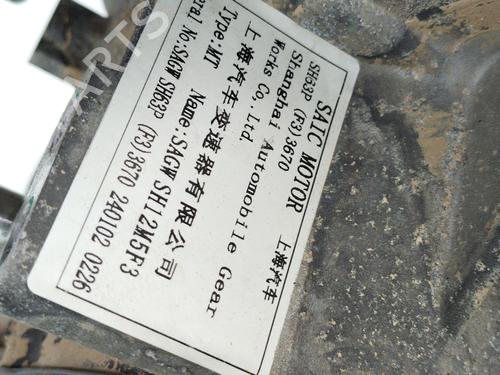 SAIC MOTOR 上海汽车
SH63P (F3)3670
Shanghai Automobile Gear
Works Co., Ltd.
上海汽车变速器有限公司
Type:MT Name:SAGW SH12M5F3
No:SAGW SH63P (F3)3670 240102 0226